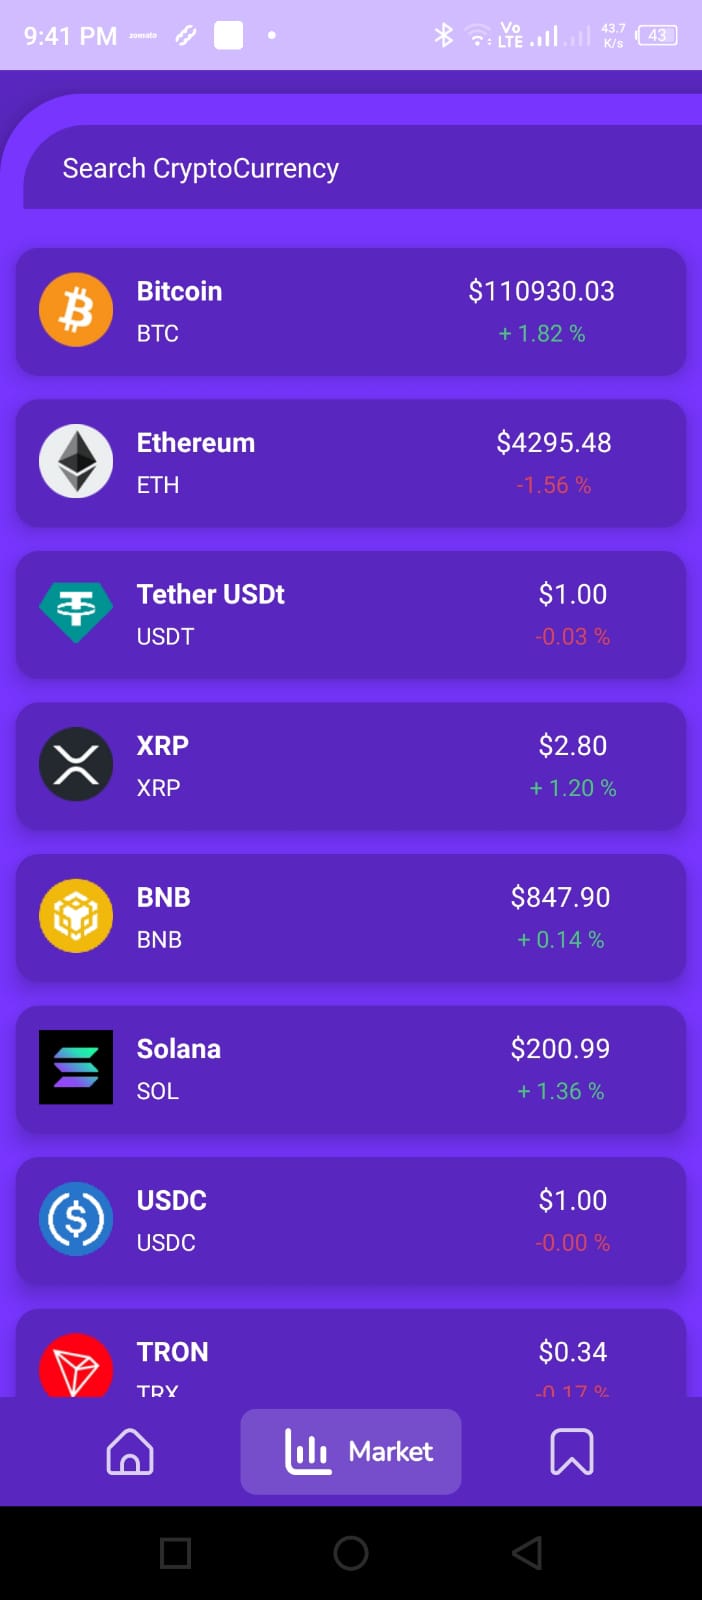 9:41 PM zomato Vo LTE 43.7 K/s 43
Search CryptoCurrency
Bitcoin $110930.03
BTC + 1.82 %
Ethereum $4295.48
ETH -1.56 %
Tether USDt $1.00
USDT -0.03 %
XRP $2.80
XRP + 1.20 %
BNB $847.90
BNB + 0.14 %
Solana $200.99
SOL + 1.36 %
USDC $1.00
USDC -0.00 %
TRON $0.34
TRX -0.17 %
Market